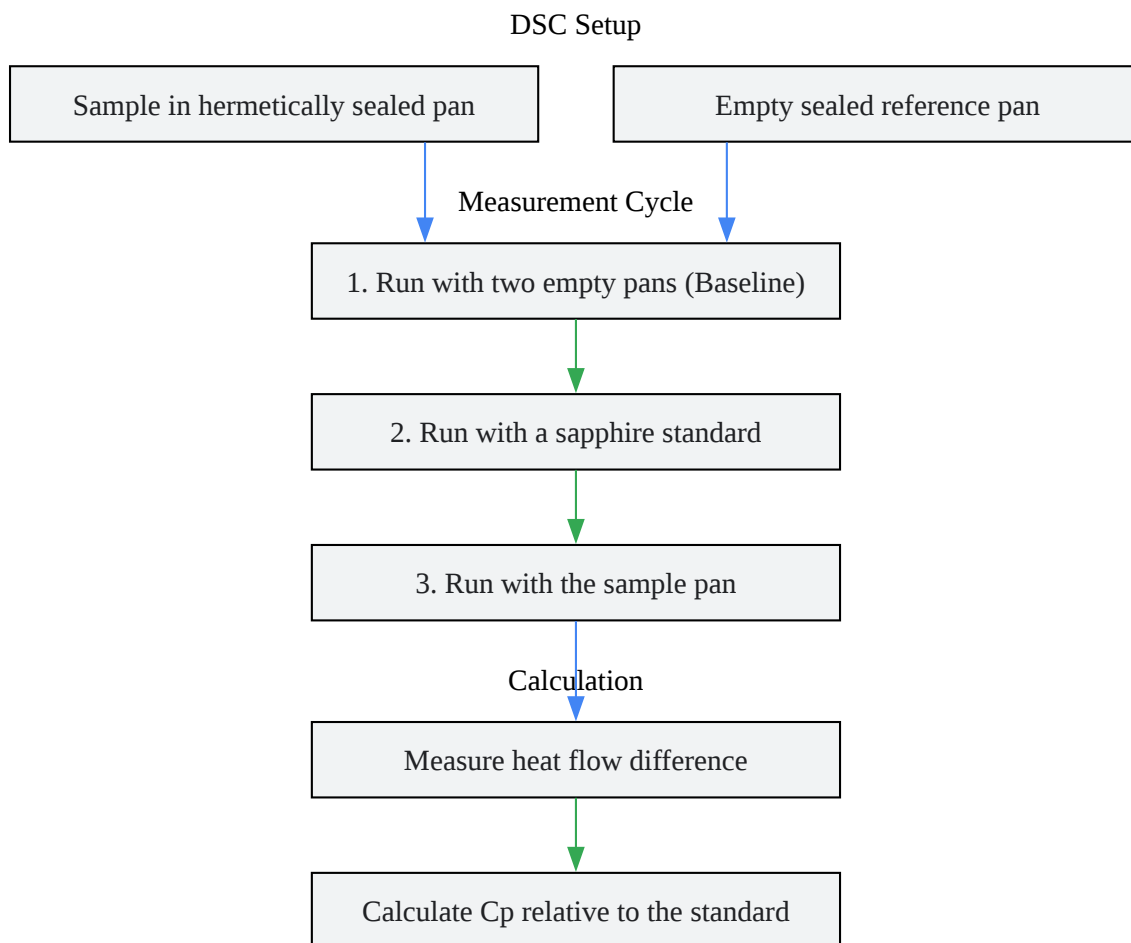 DSC Setup
Sample in hermetically sealed pan
Empty sealed reference pan
Measurement Cycle
1. Run with two empty pans (Baseline)
2. Run with a sapphire standard
3. Run with the sample pan
Calculation
Measure heat flow difference
Calculate Cp relative to the standard